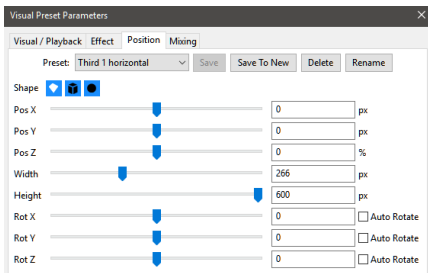 Visual Preset Parameters
Visual / Playback Effect Position Mixing
Preset: Third 1 horizontal Save Save To New Delete Rename
Shape
Pos X 0 px
Pos Y 0 px
Pos Z 0 %
Width 266 px
Height 600 px
Rot X 0 Auto Rotate
Rot Y 0 Auto Rotate
Rot Z 0 Auto Rotate